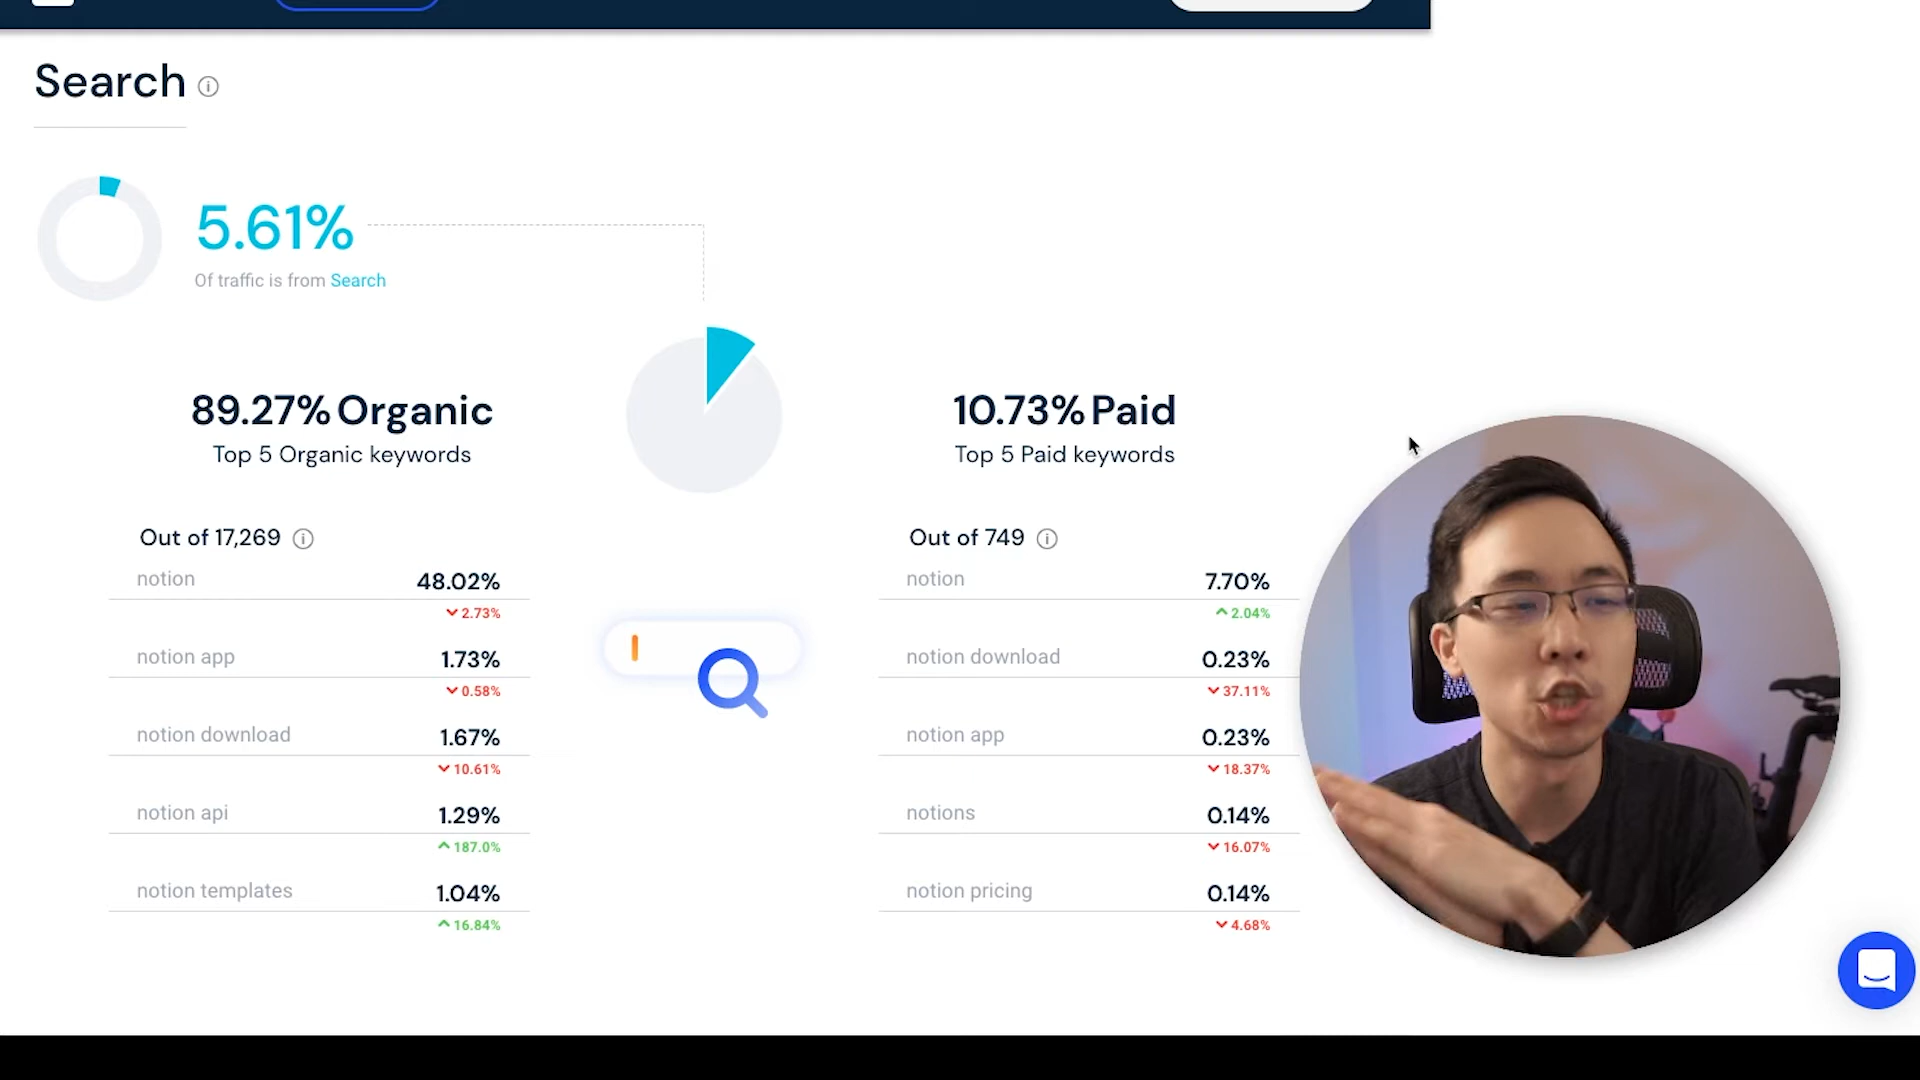 Search
5.61%
Of traffic is from Search
89.27% Organic
Top 5 Organic keywords
Out of 17,269
notion 48.02%
2.73%
notion app 1.73%
0.58%
notion download 1.67%
10.61%
notion api 1.29%
187.0%
notion templates 1.04%
16.84%
10.73% Paid
Top 5 Paid keywords
Out of 749
notion 7.70%
2.04%
notion download 0.23%
37.11%
notion app 0.23%
18.37%
notions 0.14%
16.07%
notion pricing 0.14%
4.68%